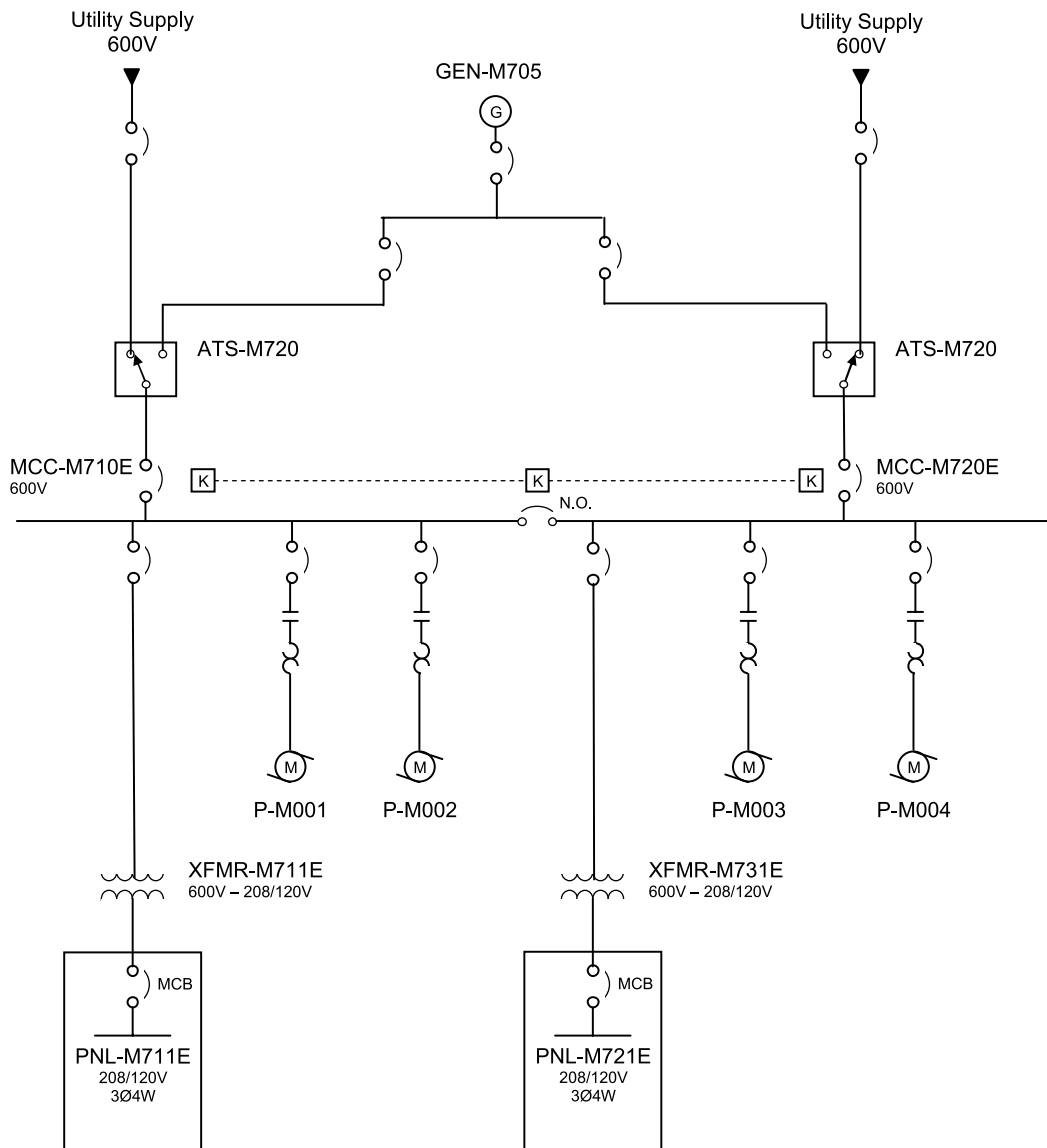 Utility Supply
600V
GEN-M705
G
Utility Supply
600V
ATS-M720
ATS-M720
MCC-M710E
600V
K
K
K
MCC-M720E
600V
N.O.
M
M
M
M
P-M001
P-M002
P-M003
P-M004
XFMR-M711E
600V – 208/120V
XFMR-M731E
600V – 208/120V
MCB
MCB
PNL-M711E
208/120V
3Ø4W
PNL-M721E
208/120V
3Ø4W